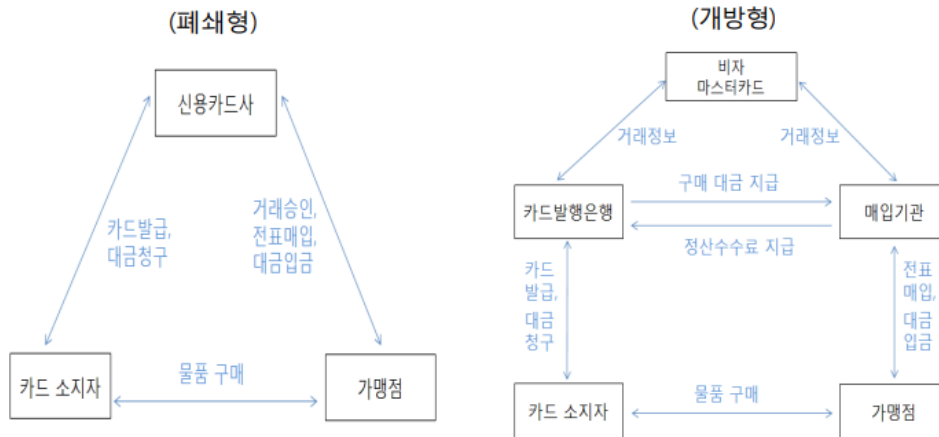 (폐쇄형)
신용카드사
카드발급,
대금청구
거래승인,
전표매입,
대금입금
카드 소지자
물품 구매
가맹점
(개방형)
비자
마스터카드
거래정보
거래정보
카드발행은행
구매 대금 지급
정산수수료 지급
매입기관
카드
발급,
대금
청구
전표
매입,
대금
입금
카드 소지자
물품 구매
가맹점